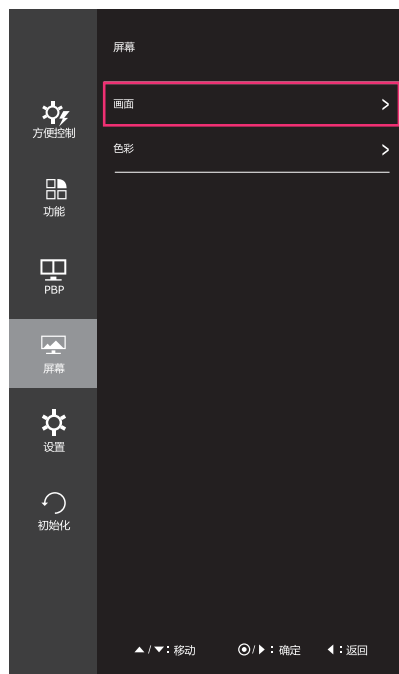 屏幕
画面
色彩
方便控制
功能
PBP
屏幕
设置
初始化
▲/▼：移动 ◉/▶：确定 ◀：返回